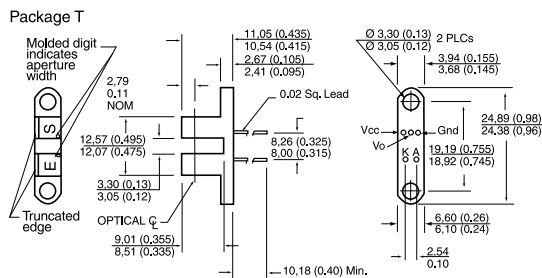 Package T
Molded digit
indicates
aperture
width
S
E
Truncated
edge
2,79
0.11
NOM
11,05 (0.435)
10,54 (0.415)
2,67 (0.105)
2,41 (0.095)
0.02 Sq. Lead
12,57 (0.495)
12,07 (0.475)
8,26 (0.325)
8,00 (0.315)
3,30 (0.13)
3,05 (0.12)
OPTICAL ℄
9,01 (0.355)
8,51 (0.335)
10,18 (0.40) Min.
Ø 3,30 (0.13)
Ø 3,05 (0.12)
2 PLCs
3,94 (0.155)
3,68 (0.145)
Vcc
Vo
Gnd
K A
24,89 (0.98)
24,38 (0.96)
19,19 (0.755)
18,92 (0.745)
6,60 (0.26)
6,10 (0.24)
2,54
0.10